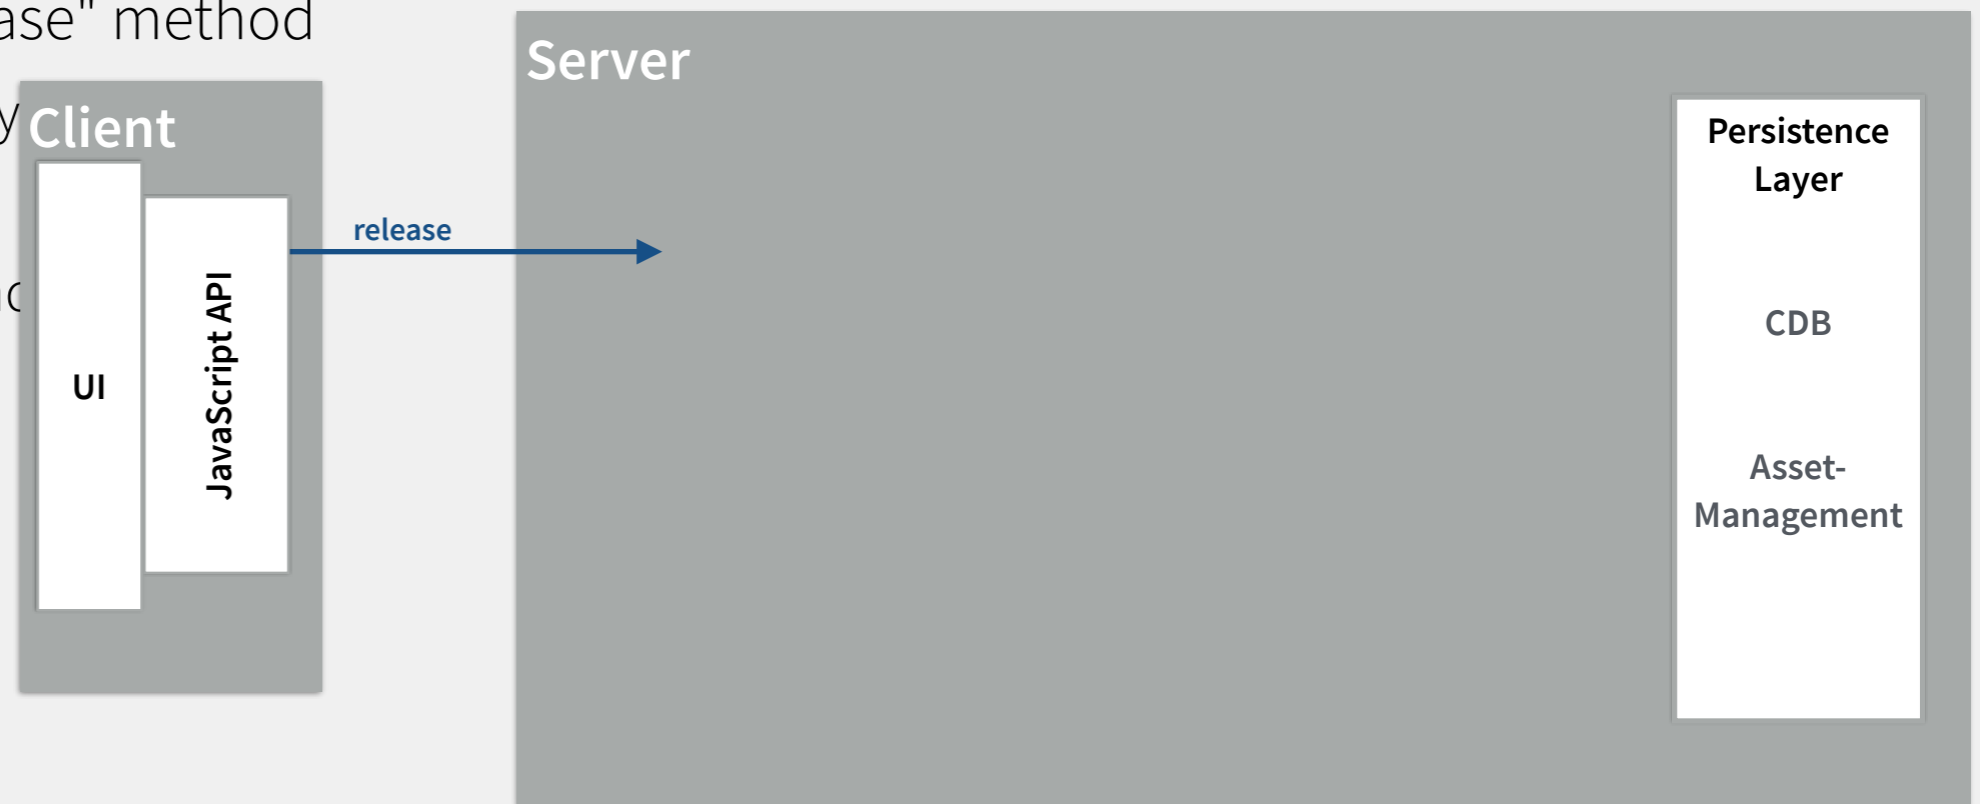 ase" method
y
Client
UI
JavaScript API
release
Server
Persistence
Layer
CDB
Asset-
Management